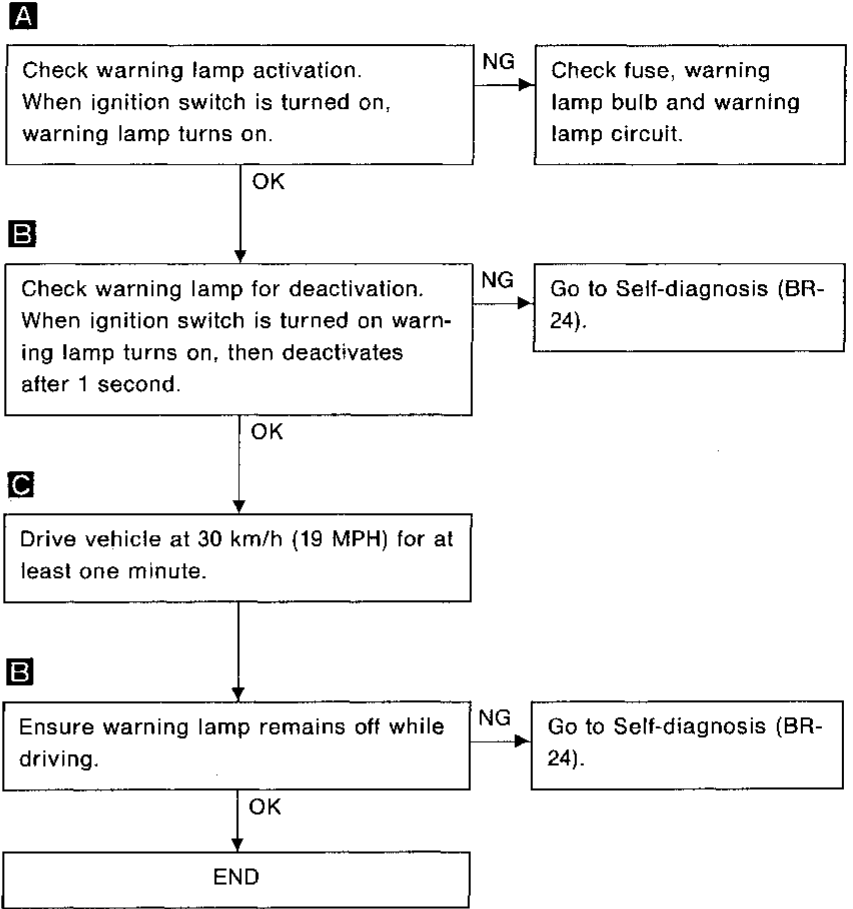 A
Check warning lamp activation.
When ignition switch is turned on,
warning lamp turns on.
NG
Check fuse, warning
lamp bulb and warning
lamp circuit.
OK
B
Check warning lamp for deactivation.
When ignition switch is turned on warn-
ing lamp turns on, then deactivates
after 1 second.
NG
Go to Self-diagnosis (BR-
24).
OK
C
Drive vehicle at 30 km/h (19 MPH) for at
least one minute.
B
Ensure warning lamp remains off while
driving.
NG
Go to Self-diagnosis (BR-
24).
OK
END